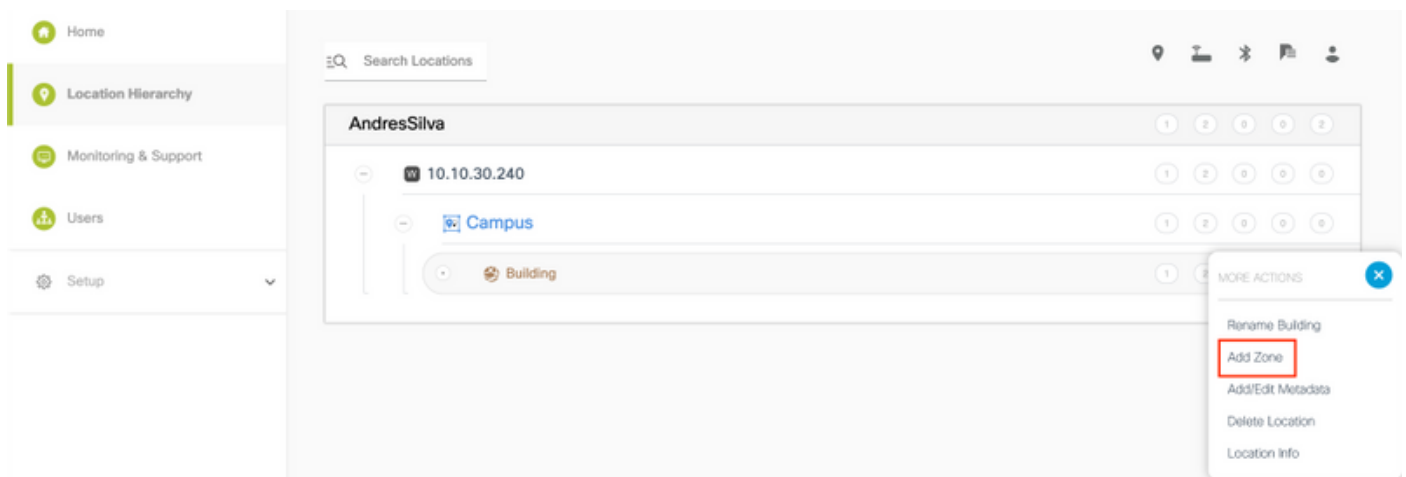 Home
Search Locations
Location Hierarchy
AndresSilva 1 2 0 0 2
Monitoring & Support
W 10.10.30.240 1 2 0 0 0
Users
Campus 1 2 0 0 0
Building 1 2
MORE ACTIONS
Setup
Rename Building
Add Zone
Add/Edit Metadata
Delete Location
Location Info